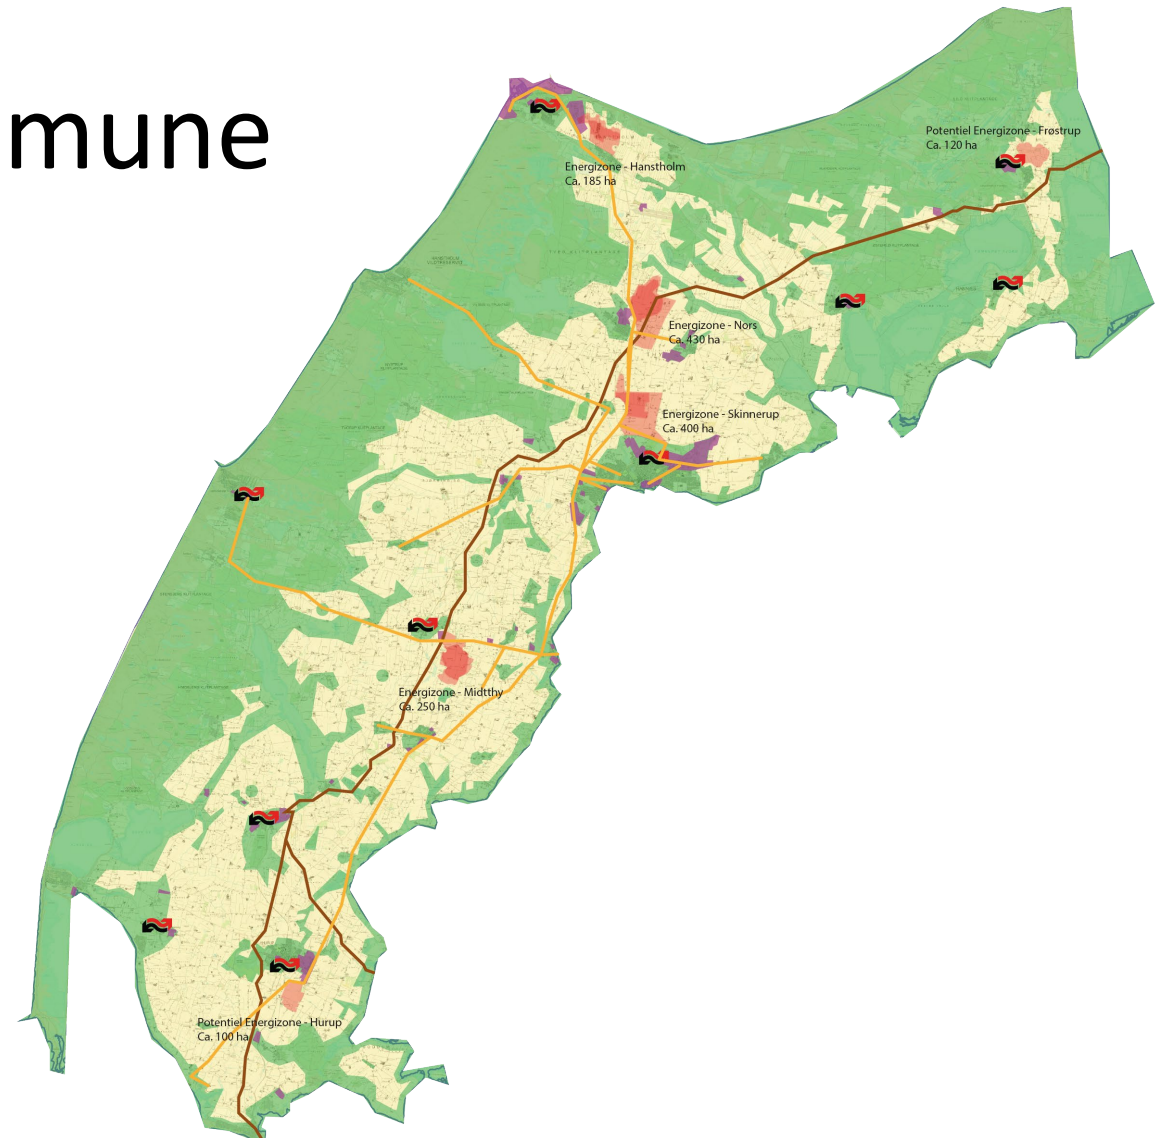 mune
Potentiel Energizone - Frøstrup
Ca. 120 ha
Energizone - Hanstholm
Ca. 185 ha
Energizone - Nors
Ca. 430 ha
Energizone - Skinnerup
Ca. 400 ha
Energizone - Midtthy
Ca. 250 ha
Potentiel Energizone - Hurup
Ca. 100 ha